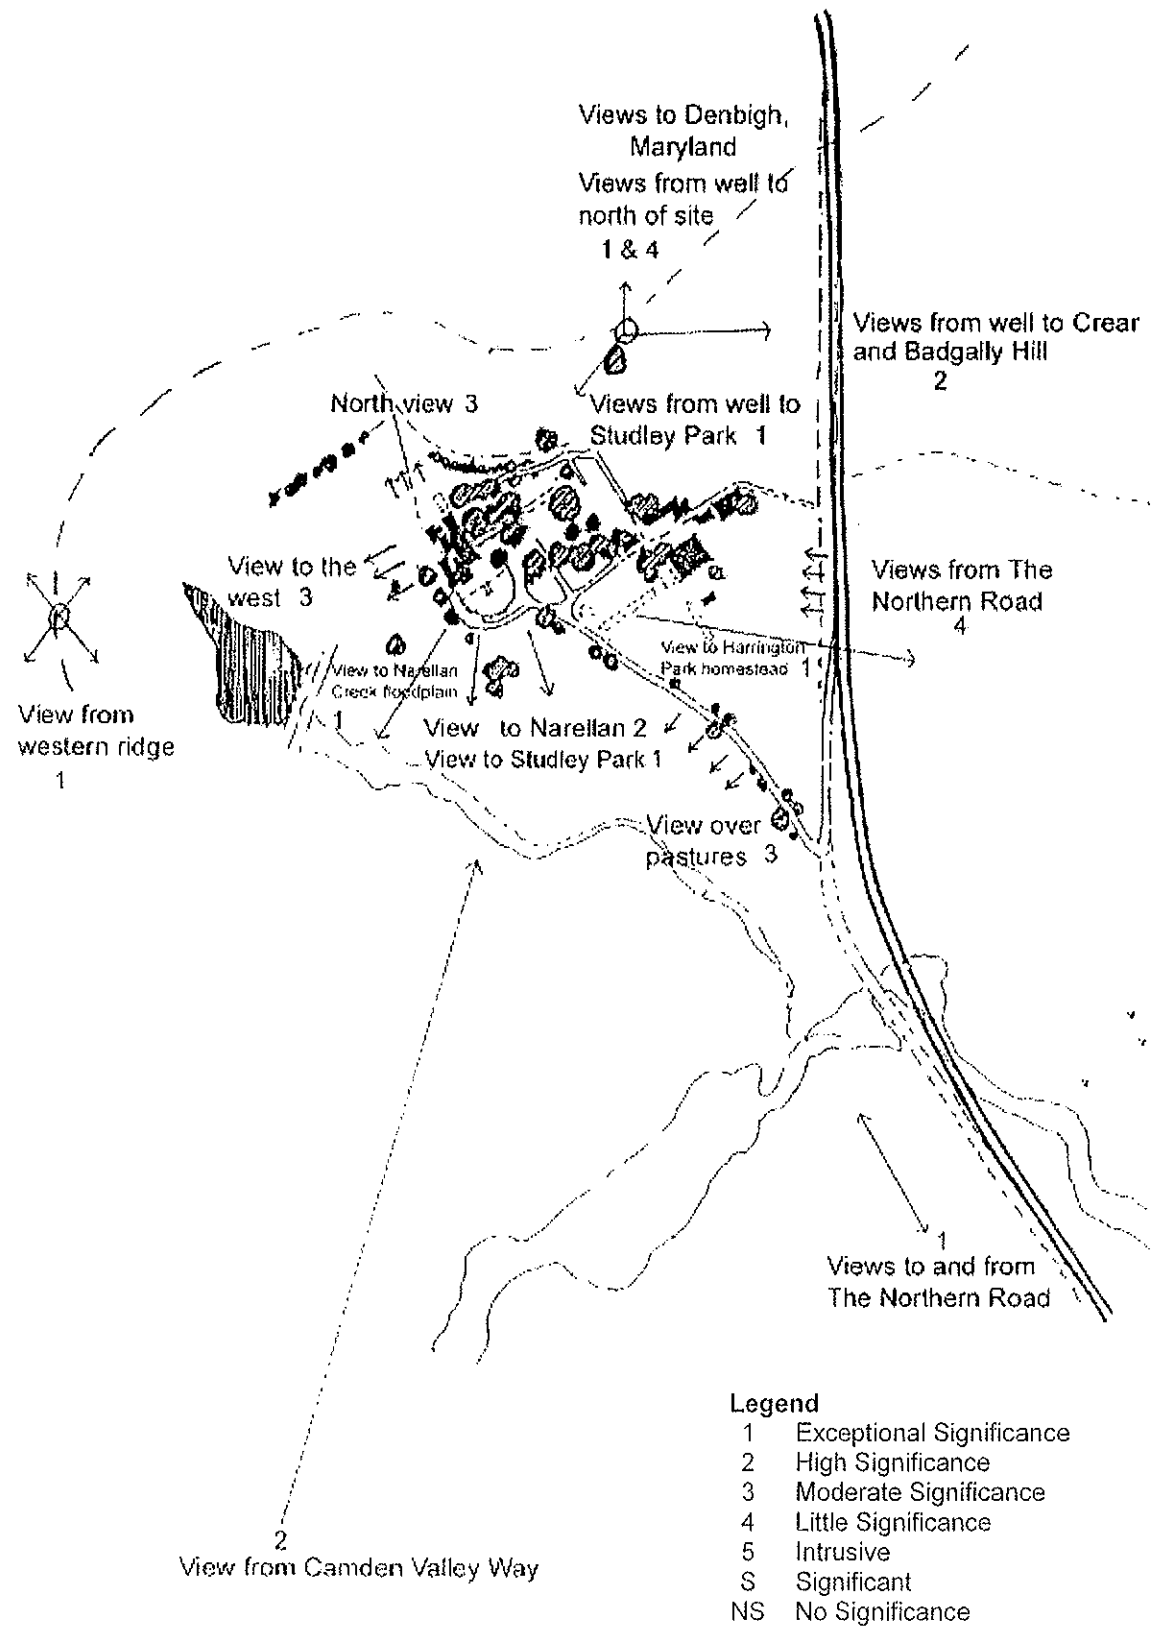 Views to Denbigh,
Maryland
Views from well to
north of site
1 & 4
Views from well to Crear
and Badgally Hill
2
North view 3
Views from well to
Studley Park 1
View to the
west 3
Views from The
Northern Road
4
View to Harrington
Park homestead 1
View to Narellan
Creek floodplain
1
View from
western ridge
1
View to Narellan 2
View to Studley Park 1
View over
pastures 3
1
Views to and from
The Northern Road
2
View from Camden Valley Way
Legend
1 Exceptional Significance
2 High Significance
3 Moderate Significance
4 Little Significance
5 Intrusive
S Significant
NS No Significance